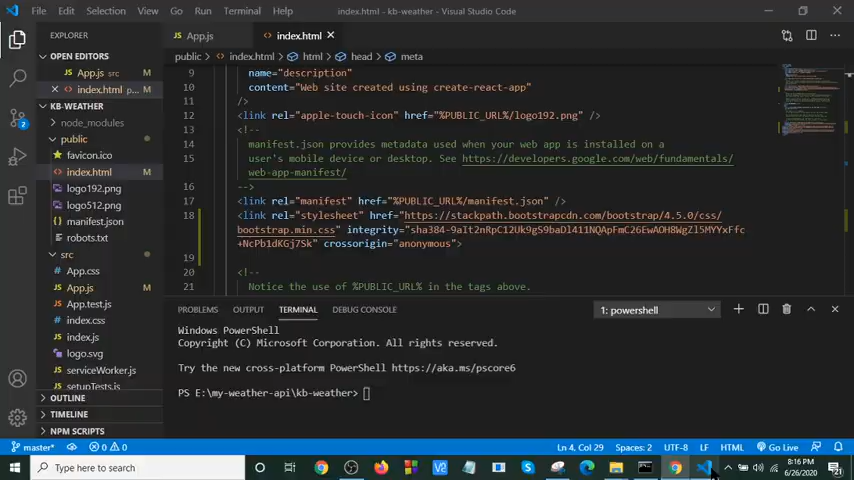 File Edit Selection View Go Run Terminal Help index.html - kb-weather - Visual Studio Code
EXPLORER
App.js
index.html
OPEN EDITORS
App.js src M
index.html p... M
KB-WEATHER
node_modules
public
favicon.ico
index.html M
logo192.png
logo512.png
manifest.json
robots.txt
src
App.css
App.js M
App.test.js
index.css
index.js
logo.svg
serviceWorker.js
setupTests.js
OUTLINE
TIMELINE
NPM SCRIPTS
public > index.html > html > head > meta
9 name="description"
10 content="Web site created using create-react-app"
11 />
12 <link rel="apple-touch-icon" href="%PUBLIC_URL%/logo192.png" />
13 <!--
14 manifest.json provides metadata used when your web app is installed on a
15 user's mobile device or desktop. See https://developers.google.com/web/fundamentals/
web-app-manifest/
16 -->
17 <link rel="manifest" href="%PUBLIC_URL%/manifest.json" />
18 <link rel="stylesheet" href="https://stackpath.bootstrapcdn.com/bootstrap/4.5.0/css/
bootstrap.min.css" integrity="sha384-9aIt2nRpC12Uk9gS9baDl411NQApFmC26EwAOH8WgZl5MYYxFfc
+NcPb1dKGj7Sk" crossorigin="anonymous">
19
20 <!--
21 Notice the use of %PUBLIC_URL% in the tags above.
PROBLEMS OUTPUT TERMINAL DEBUG CONSOLE 1: powershell
Windows PowerShell
Copyright (C) Microsoft Corporation. All rights reserved.
Try the new cross-platform PowerShell https://aka.ms/pscore6
PS E:\my-weather-api\kb-weather>
2
master* 0 0 Ln 4, Col 29 Spaces: 2 UTF-8 LF HTML Go Live
Type here to search
8:16 PM
6/26/2020
21